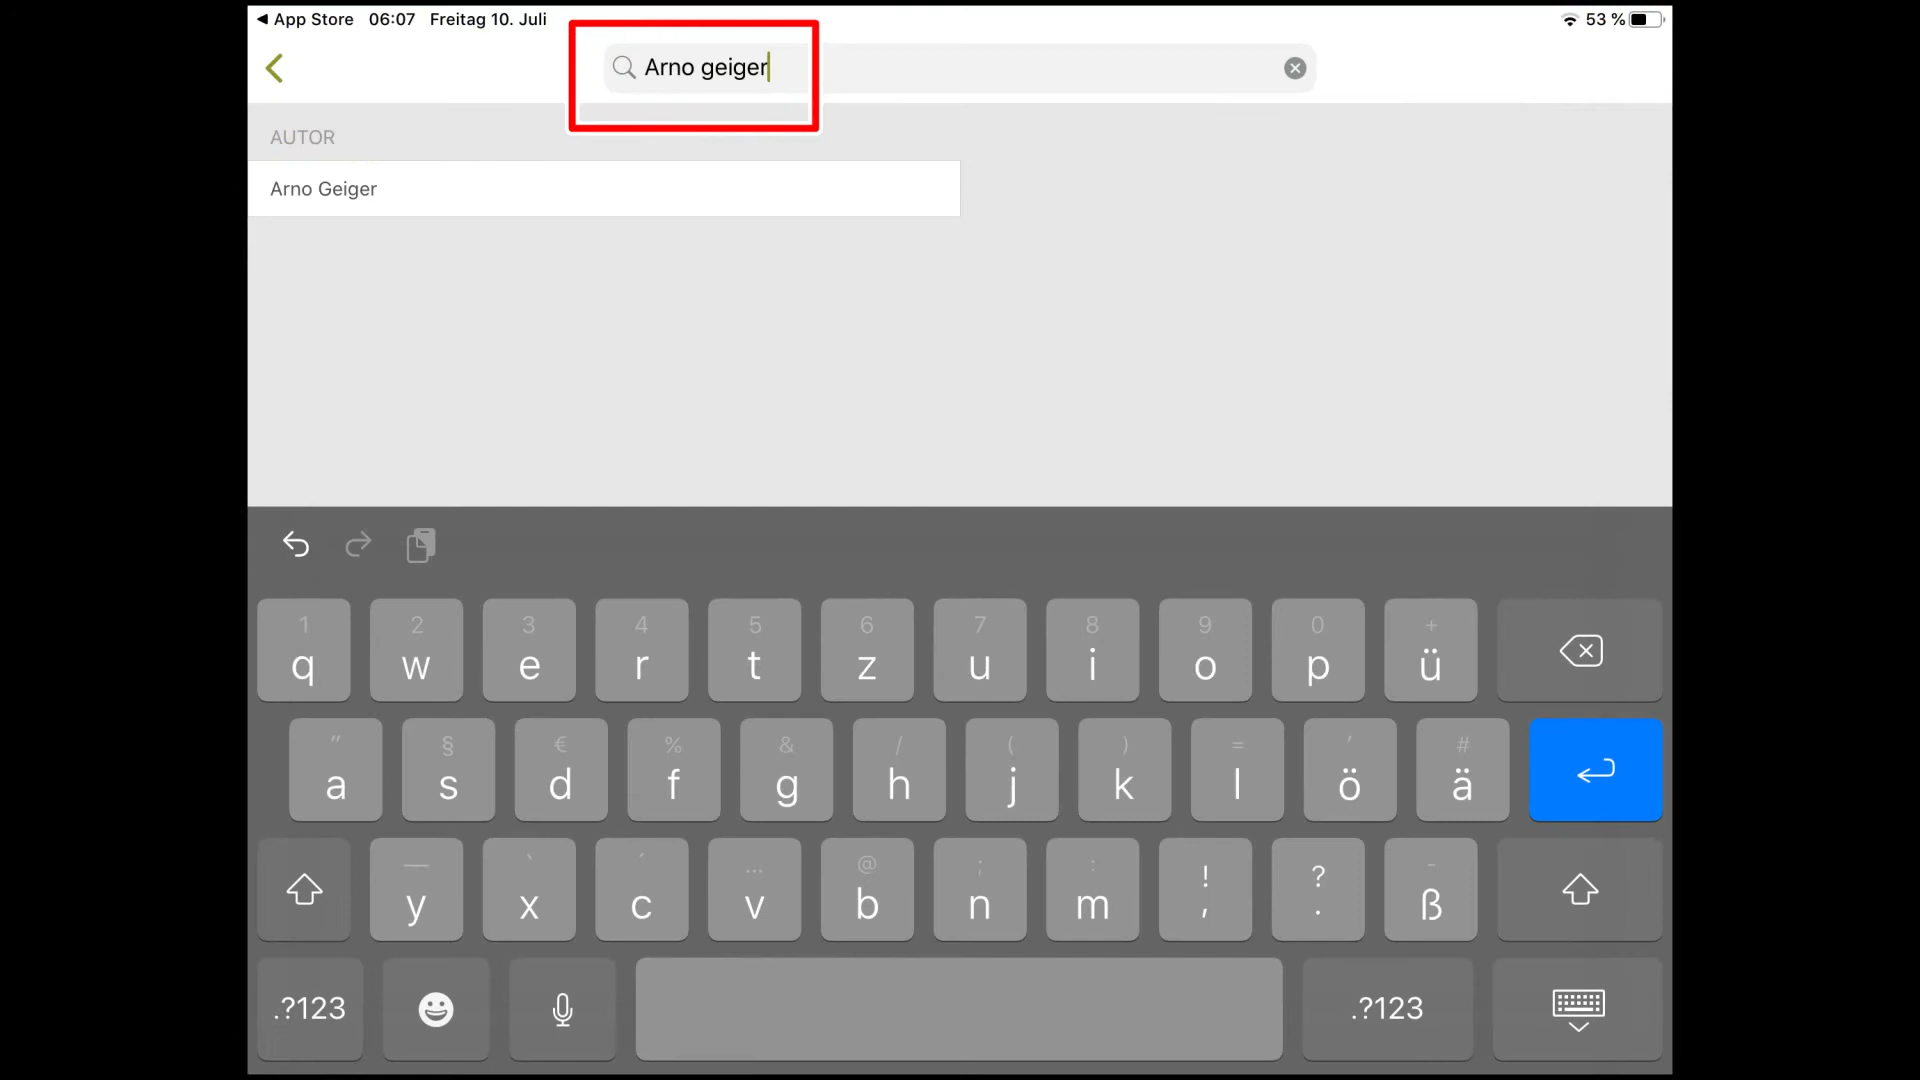 ◀ App Store 06:07 Freitag 10. Juli 53 %
Arno geiger
AUTOR
Arno Geiger
1 2 3 4 5 6 7 8 9 0 +
q w e r t z u i o p ü
" § € % & / ( ) = ' #
a s d f g h j k l ö ä
— ` ´ ... @ ; : ! ? -
y x c v b n m , . ß
.?123 .?123